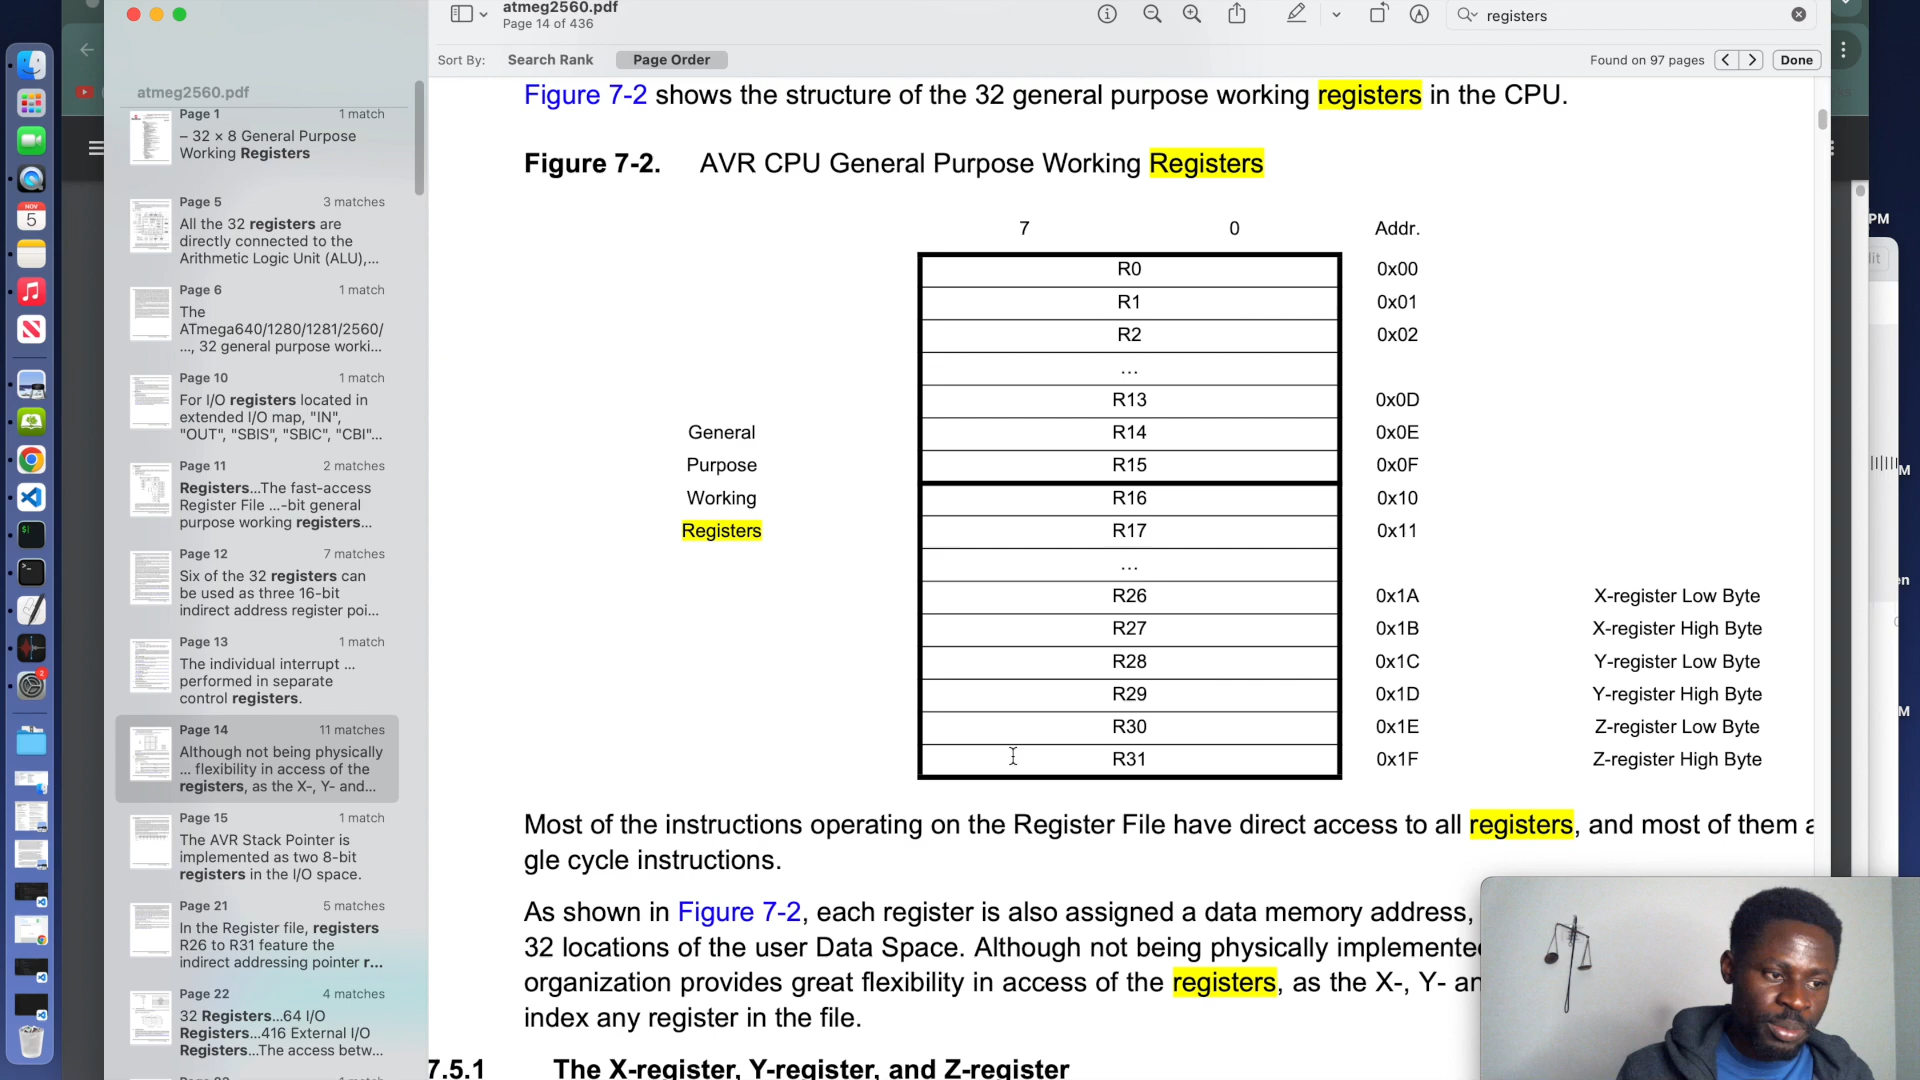 atmeg2560.pdf
Page 14 of 436
registers
Sort By:
Search Rank
Page Order
Found on 97 pages
Done
atmeg2560.pdf
Page 1
1 match
– 32 × 8 General Purpose
Working Registers
Page 5
3 matches
All the 32 registers are
directly connected to the
Arithmetic Logic Unit (ALU),...
Page 6
1 match
The
ATmega640/1280/1281/2560/
..., 32 general purpose worki...
Page 10
1 match
For I/O registers located in
extended I/O map, "IN",
"OUT", "SBIS", "SBIC", "CBI"...
Page 11
2 matches
Registers...The fast-access
Register File ...-bit general
purpose working registers...
Page 12
7 matches
Six of the 32 registers can
be used as three 16-bit
indirect address register poi...
Page 13
1 match
The individual interrupt ...
performed in separate
control registers.
Page 14
11 matches
Although not being physically
... flexibility in access of the
registers, as the X-, Y- and...
Page 15
1 match
The AVR Stack Pointer is
implemented as two 8-bit
registers in the I/O space.
Page 21
5 matches
In the Register file, registers
R26 to R31 feature the
indirect addressing pointer r...
Page 22
4 matches
32 Registers...64 I/O
Registers...416 External I/O
Registers...The access betw...
Figure 7-2 shows the structure of the 32 general purpose working registers in the CPU.
Figure 7-2. AVR CPU General Purpose Working Registers
7 0 Addr.
R0 0x00
R1 0x01
R2 0x02
...
R13 0x0D
General R14 0x0E
Purpose R15 0x0F
Working R16 0x10
Registers R17 0x11
...
R26 0x1A X-register Low Byte
R27 0x1B X-register High Byte
R28 0x1C Y-register Low Byte
R29 0x1D Y-register High Byte
R30 0x1E Z-register Low Byte
R31 0x1F Z-register High Byte
Most of the instructions operating on the Register File have direct access to all registers, and most of them a
gle cycle instructions.
As shown in Figure 7-2, each register is also assigned a data memory address,
32 locations of the user Data Space. Although not being physically implemente
organization provides great flexibility in access of the registers, as the X-, Y- an
index any register in the file.
7.5.1 The X-register, Y-register, and Z-register
NOV
5
PM